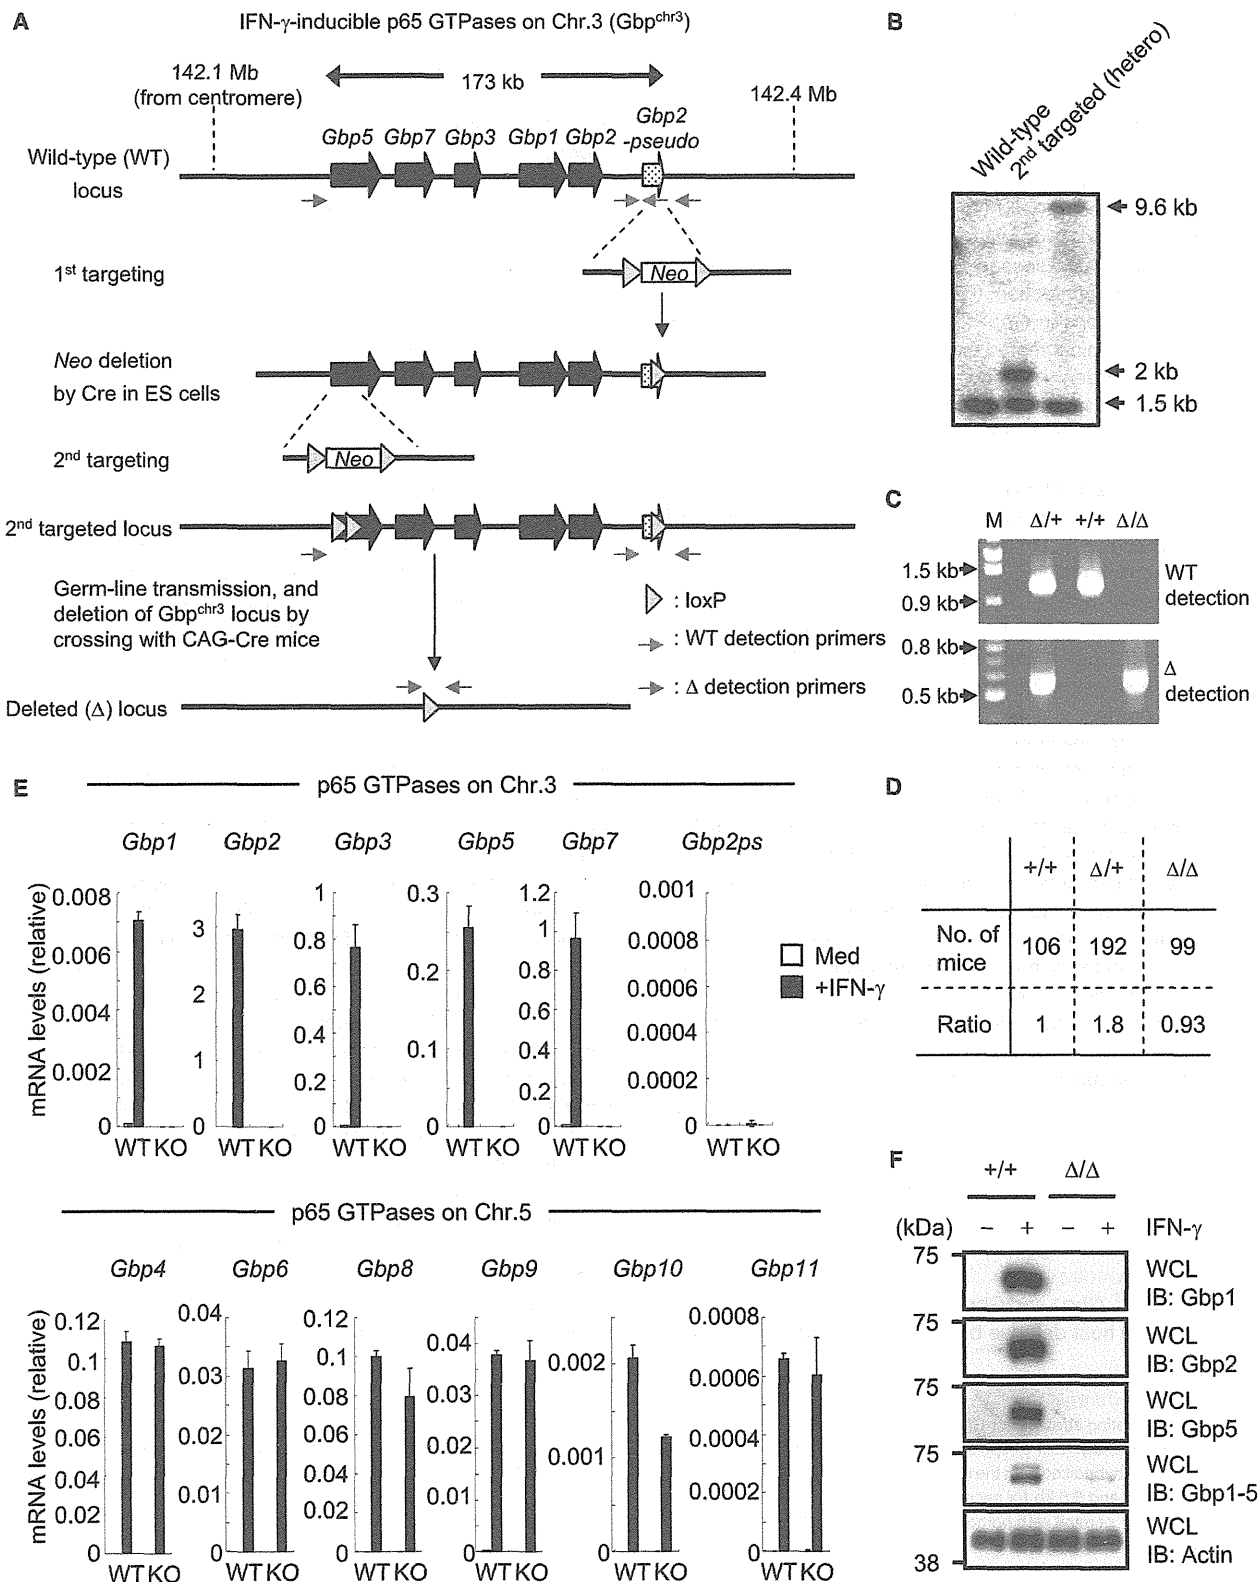 A
IFN-γ-inducible p65 GTPases on Chr.3 (Gbp^chr3)
142.1 Mb
(from centromere)
173 kb
142.4 Mb
Gbp5 Gbp7 Gbp3 Gbp1 Gbp2 Gbp2
-pseudo
Wild-type (WT)
locus
1st targeting
Neo
Neo deletion
by Cre in ES cells
2nd targeting
Neo
2nd targeted locus
Germ-line transmission, and
deletion of Gbp^chr3 locus by
crossing with CAG-Cre mice
: loxP
: WT detection primers
: Δ detection primers
Deleted (Δ) locus
B
Wild-type
2nd targeted (hetero)
9.6 kb
2 kb
1.5 kb
C
M Δ/+ +/+ Δ/Δ
1.5 kb
0.9 kb
WT
detection
0.8 kb
0.5 kb
Δ
detection
D
+/+ Δ/+ Δ/Δ
No. of
mice
106 192 99
Ratio 1 1.8 0.93
E
p65 GTPases on Chr.3
Gbp1 Gbp2 Gbp3 Gbp5 Gbp7 Gbp2ps
mRNA levels (relative)
0.008
0.006
0.004
0.002
0
3
2
1
0
1
0.8
0.6
0.4
0.2
0
0.3
0.2
0.1
0
1.2
1
0.8
0.6
0.4
0.2
0
0.001
0.0008
0.0006
0.0004
0.0002
0
WT KO WT KO WT KO WT KO WT KO WT KO
Med
+IFN-γ
p65 GTPases on Chr.5
Gbp4 Gbp6 Gbp8 Gbp9 Gbp10 Gbp11
mRNA levels (relative)
0.12
0.1
0.08
0.06
0.04
0.02
0
0.04
0.03
0.02
0.01
0
0.12
0.1
0.08
0.06
0.04
0.02
0
0.04
0.03
0.02
0.01
0
0.002
0.001
0
0.0008
0.0006
0.0004
0.0002
0
WT KO WT KO WT KO WT KO WT KO WT KO
F
+/+ Δ/Δ
(kDa) − + − + IFN-γ
75
WCL
IB: Gbp1
75
WCL
IB: Gbp2
75
WCL
IB: Gbp5
75
WCL
IB: Gbp1-5
WCL
IB: Actin
38